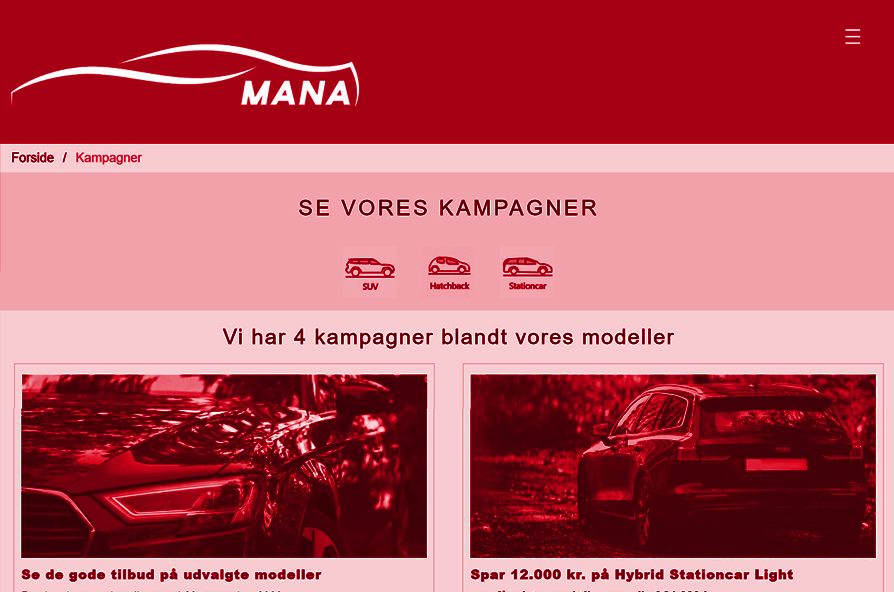 MANA
Forside / Kampagner
SE VORES KAMPAGNER
SUV
Hatchback
Stationcar
Vi har 4 kampagner blandt vores modeller
Se de gode tilbud på udvalgte modeller
Spar 12.000 kr. på Hybrid Stationcar Light